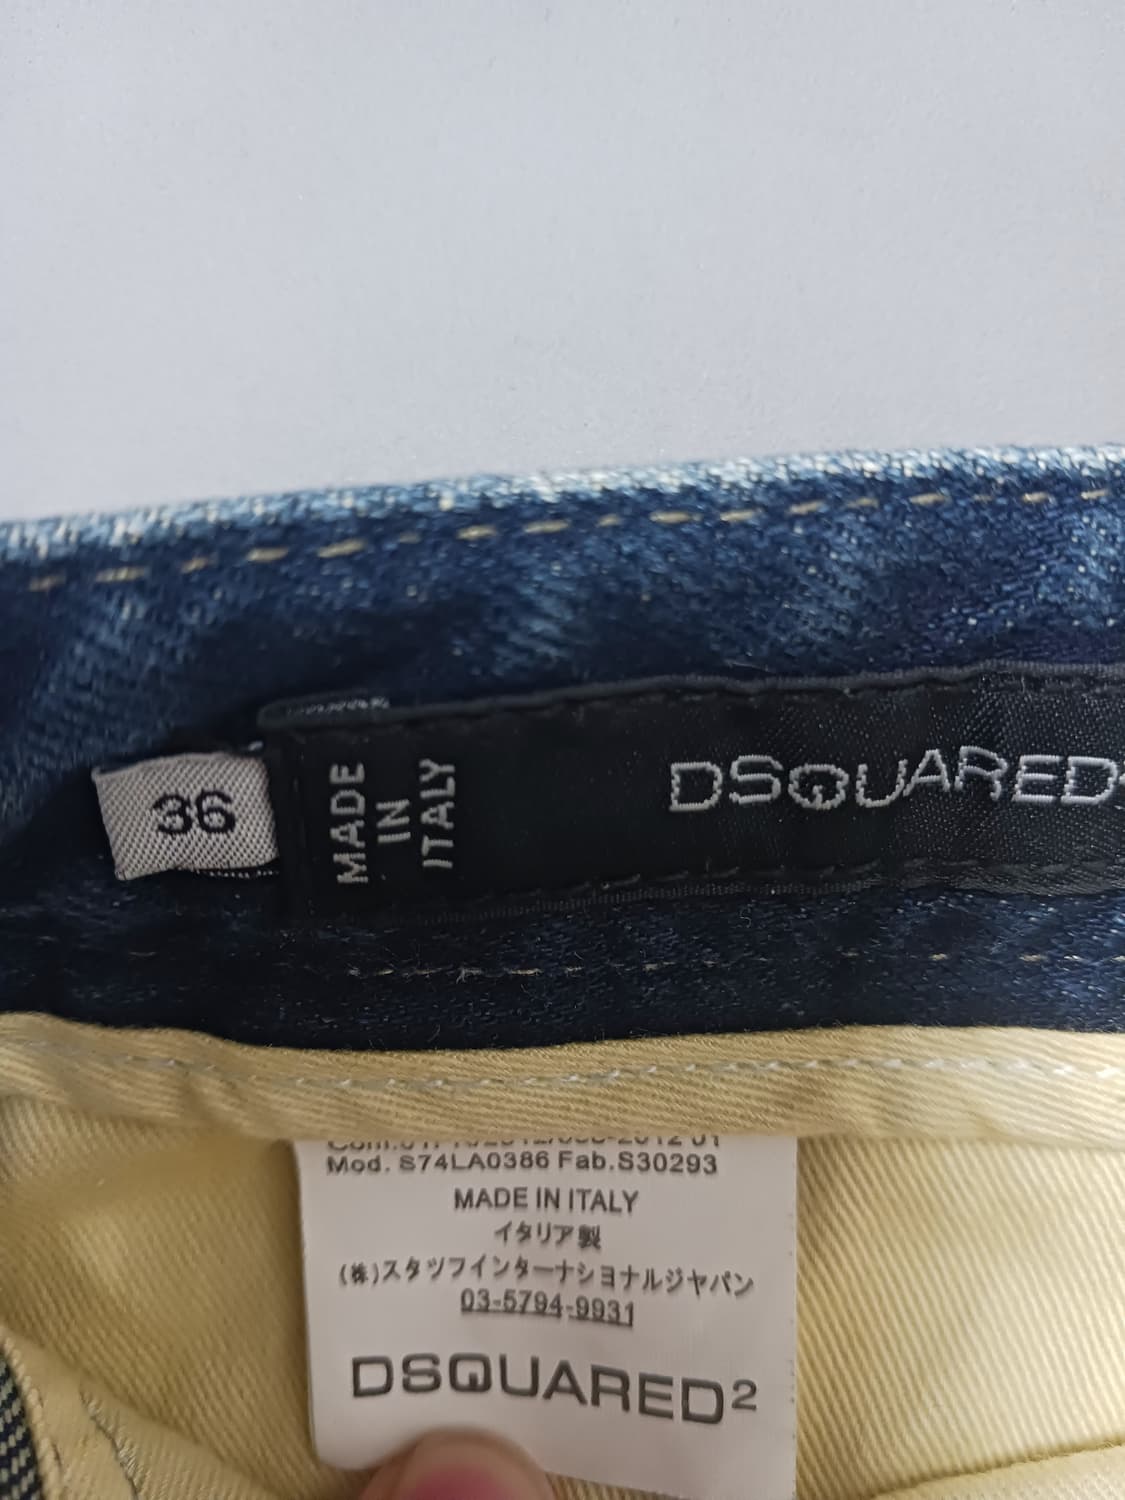 36
MADE
IN
ITALY
DSQUARED2
Mod. S74LA0386 Fab.S30293
MADE IN ITALY
イタリア製
(株)スタッフインターナショナルジャパン
03-5794-9931
DSQUARED2